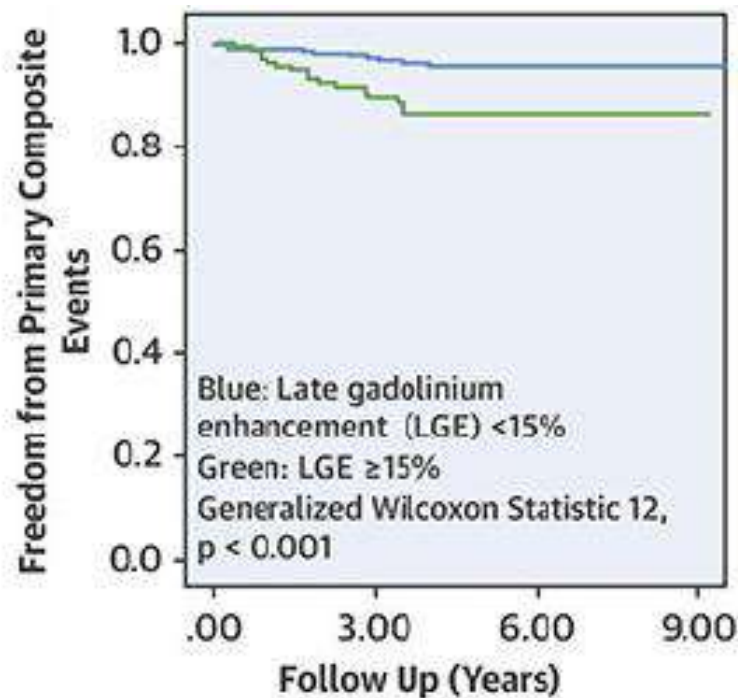 Freedom from Primary Composite
Events
1.0
0.8
0.6
0.4
0.2
0.0
Blue: Late gadolinium
enhancement (LGE) <15%
Green: LGE ≥15%
Generalized Wilcoxon Statistic 12,
p < 0.001
.00 3.00 6.00 9.00
Follow Up (Years)